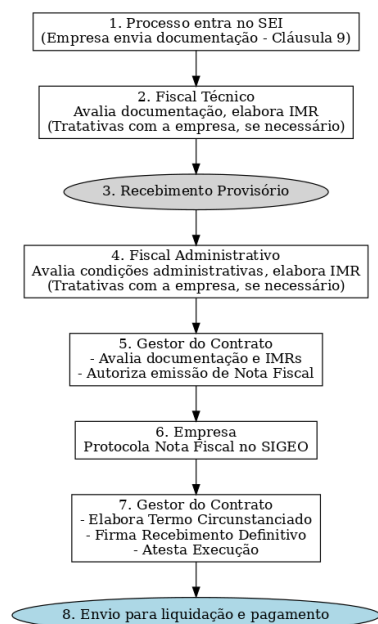 1. Processo entra no SEI
(Empresa envia documentação - Cláusula 9)
2. Fiscal Técnico
Avalia documentação, elabora IMR
(Tratativas com a empresa, se necessário)
3. Recebimento Provisório
4. Fiscal Administrativo
Avalia condições administrativas, elabora IMR
(Tratativas com a empresa, se necessário)
5. Gestor do Contrato
- Avalia documentação e IMRs
- Autoriza emissão de Nota Fiscal
6. Empresa
Protocola Nota Fiscal no SIGEO
7. Gestor do Contrato
- Elabora Termo Circunstanciado
- Firma Recebimento Definitivo
- Atesta Execução
8. Envio para liquidação e pagamento